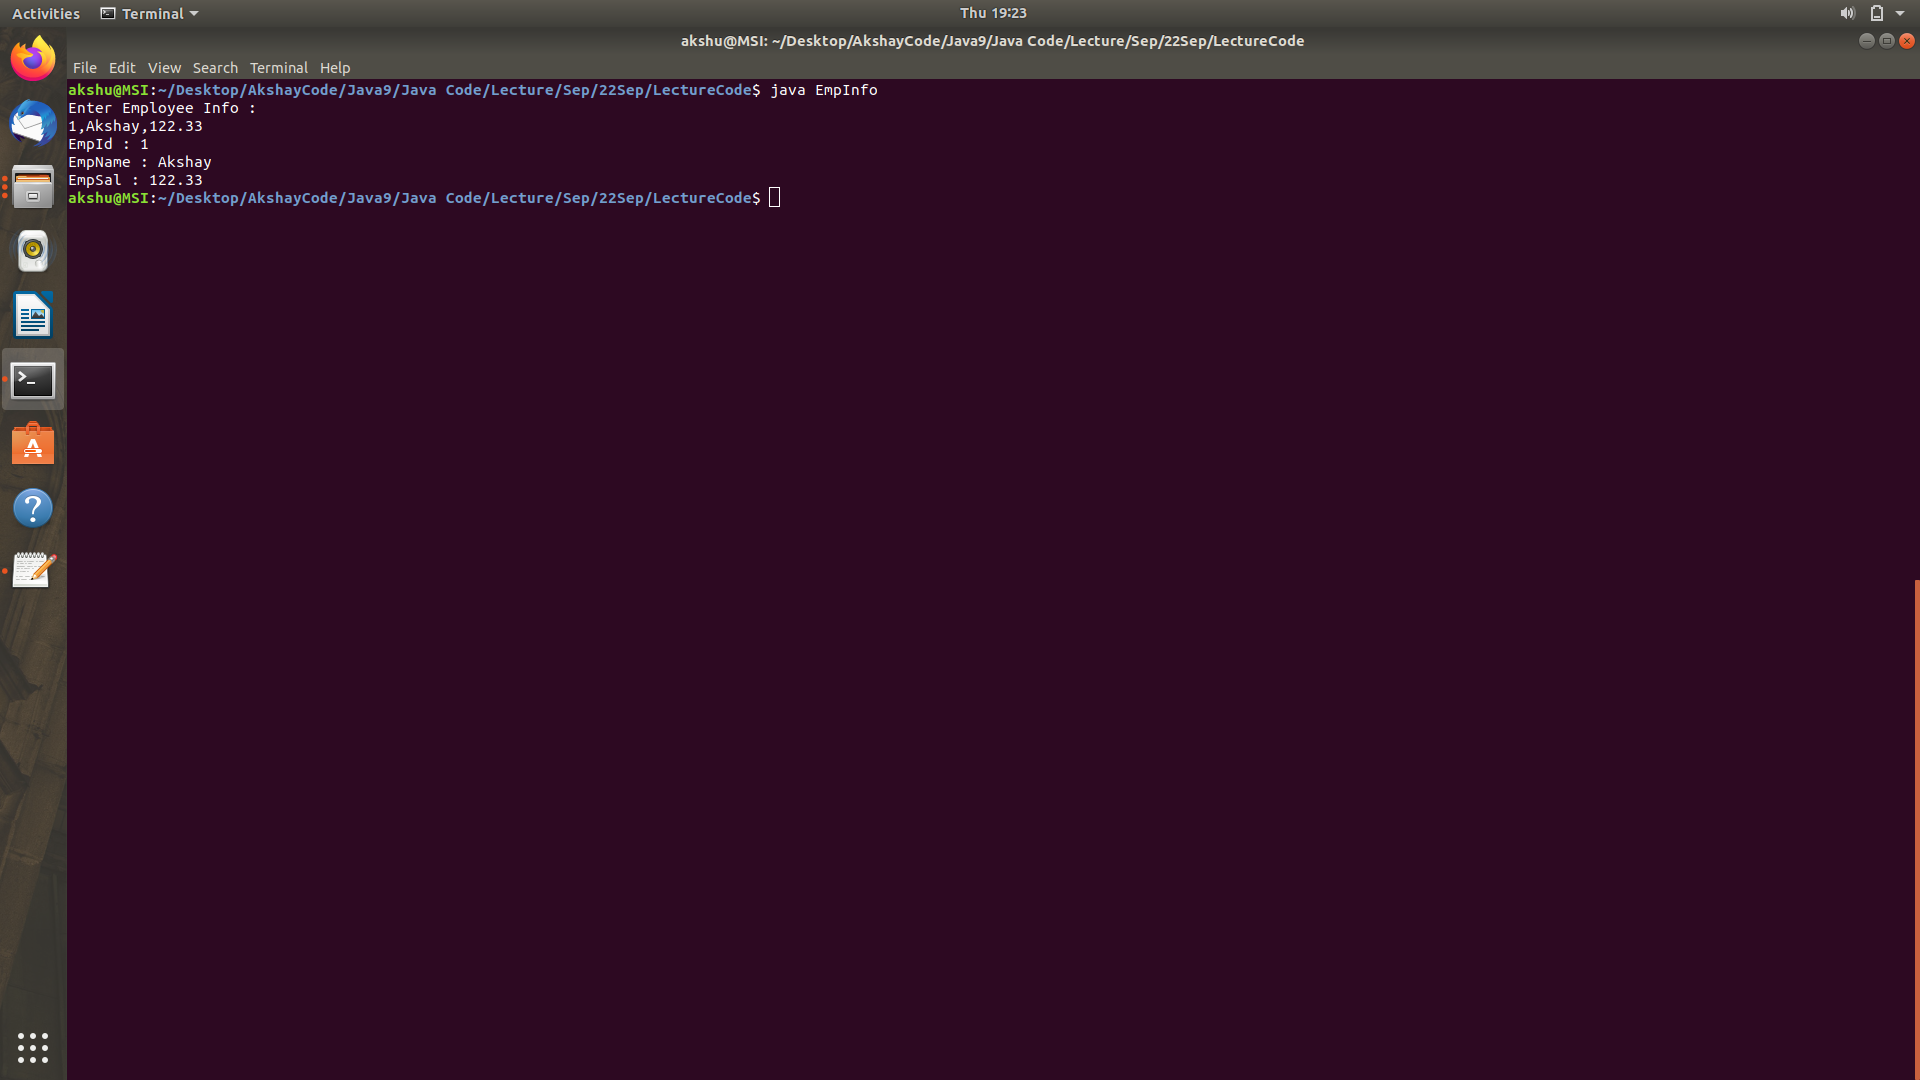 Activities Terminal Thu 19:23
akshu@MSI: ~/Desktop/AkshayCode/Java9/Java Code/Lecture/Sep/22Sep/LectureCode
File Edit View Search Terminal Help
akshu@MSI:~/Desktop/AkshayCode/Java9/Java Code/Lecture/Sep/22Sep/LectureCode$ java EmpInfo
Enter Employee Info :
1,Akshay,122.33
EmpId : 1
EmpName : Akshay
EmpSal : 122.33
akshu@MSI:~/Desktop/AkshayCode/Java9/Java Code/Lecture/Sep/22Sep/LectureCode$